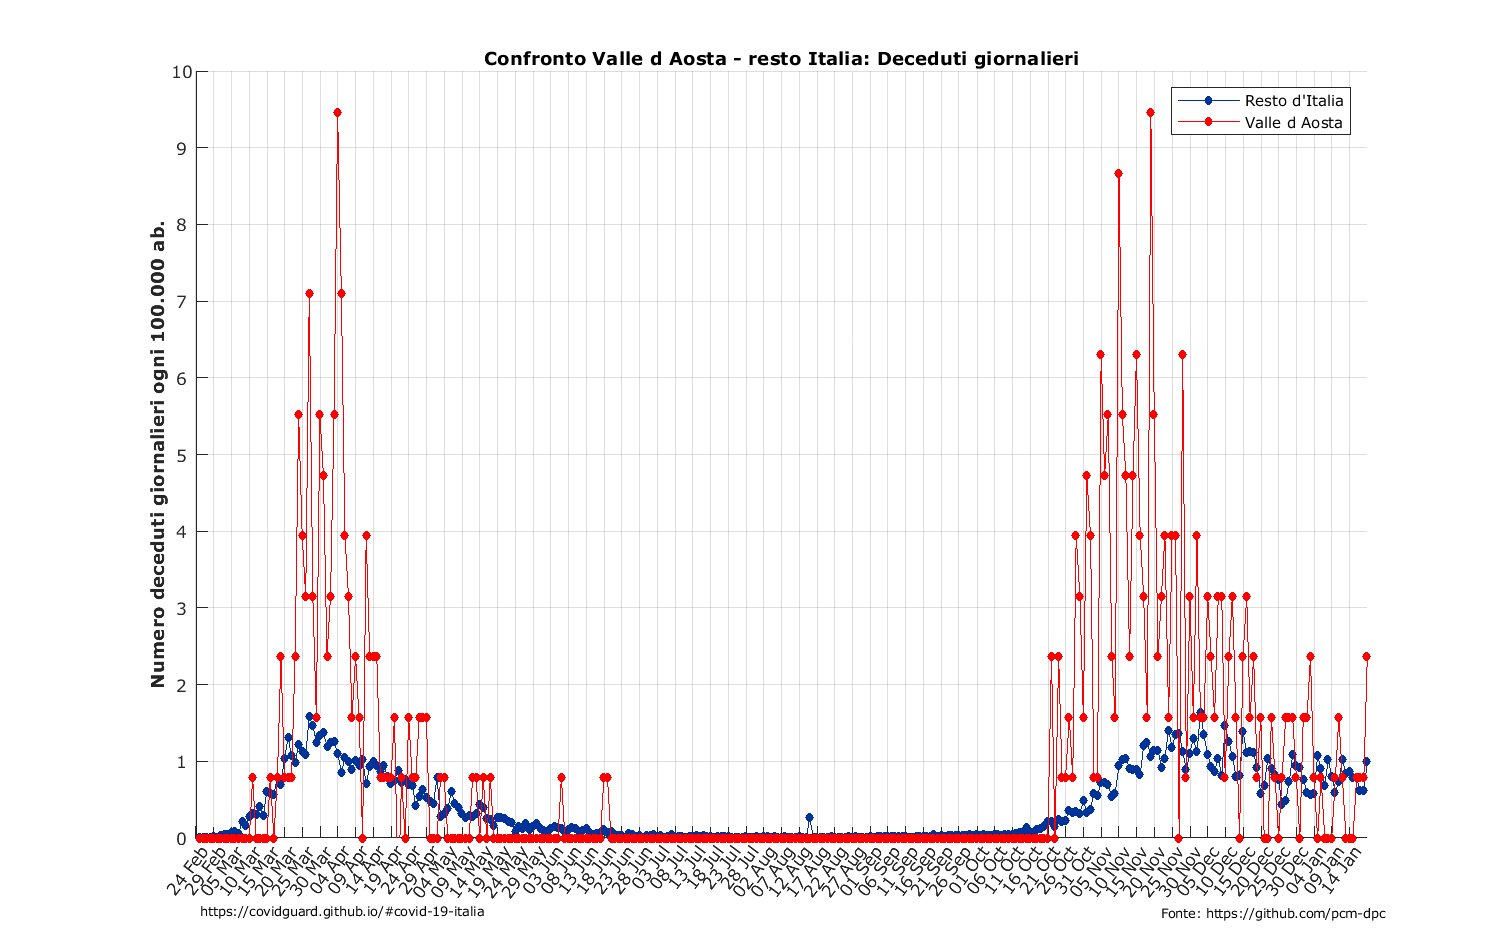 Confronto Valle d Aosta - resto Italia: Deceduti giornalieri
Resto d'Italia
Valle d Aosta
Numero deceduti giornalieri ogni 100.000 ab.
10
9
8
7
6
5
4
3
2
1
0
24 Feb
29 Feb
05 Mar
10 Mar
15 Mar
20 Mar
25 Mar
30 Mar
04 Apr
09 Apr
14 Apr
19 Apr
24 Apr
29 Apr
04 May
09 May
14 May
19 May
24 May
29 May
03 Jun
08 Jun
13 Jun
18 Jun
23 Jun
28 Jun
03 Jul
08 Jul
13 Jul
18 Jul
23 Jul
28 Jul
02 Aug
07 Aug
12 Aug
17 Aug
22 Aug
27 Aug
01 Sep
06 Sep
11 Sep
16 Sep
21 Sep
26 Sep
01 Oct
06 Oct
11 Oct
16 Oct
21 Oct
26 Oct
31 Oct
05 Nov
10 Nov
15 Nov
20 Nov
25 Nov
30 Nov
05 Dec
10 Dec
15 Dec
20 Dec
25 Dec
30 Dec
04 Jan
09 Jan
14 Jan
https://covidguard.github.io/#covid-19-italia
Fonte: https://github.com/pcm-dpc